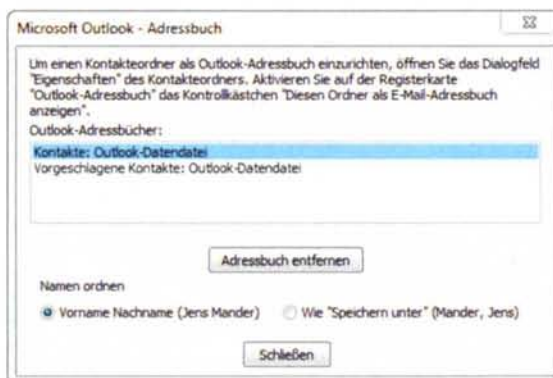 Microsoft Outlook - Adressbuch
Um einen Kontakteordner als Outlook-Adressbuch einzurichten, öffnen Sie das Dialogfeld
"Eigenschaften" des Kontakteordners. Aktivieren Sie auf der Registerkarte
"Outlook-Adressbuch" das Kontrollkästchen "Diesen Ordner als E-Mail-Adressbuch
anzeigen".
Outlook-Adressbücher:
Kontakte: Outlook-Datendatei
Vorgeschlagene Kontakte: Outlook-Datendatei
Adressbuch entfernen
Namen ordnen
Vorname Nachname (Jens Mander)
Wie "Speichern unter" (Mander, Jens)
Schließen